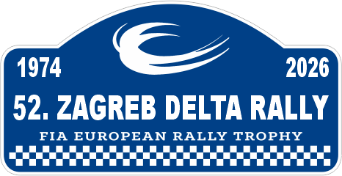 1974 2026
52. ZAGREB DELTA RALLY
FIA EUROPEAN RALLY TROPHY